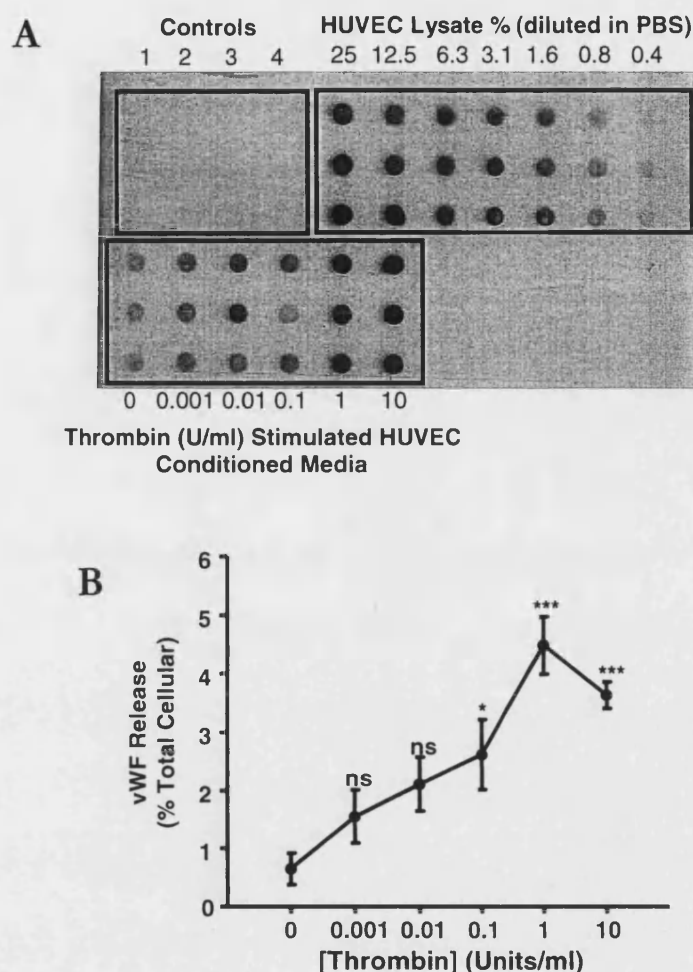 A
Controls
HUVEC Lysate % (diluted in PBS)
1 2 3 4
25 12.5 6.3 3.1 1.6 0.8 0.4
0 0.001 0.01 0.1 1 10
Thrombin (U/ml) Stimulated HUVEC
Conditioned Media
B
vWF Release
(% Total Cellular)
6
5
4
3
2
1
0
ns
ns
*
***
***
0 0.001 0.01 0.1 1 10
[Thrombin] (Units/ml)